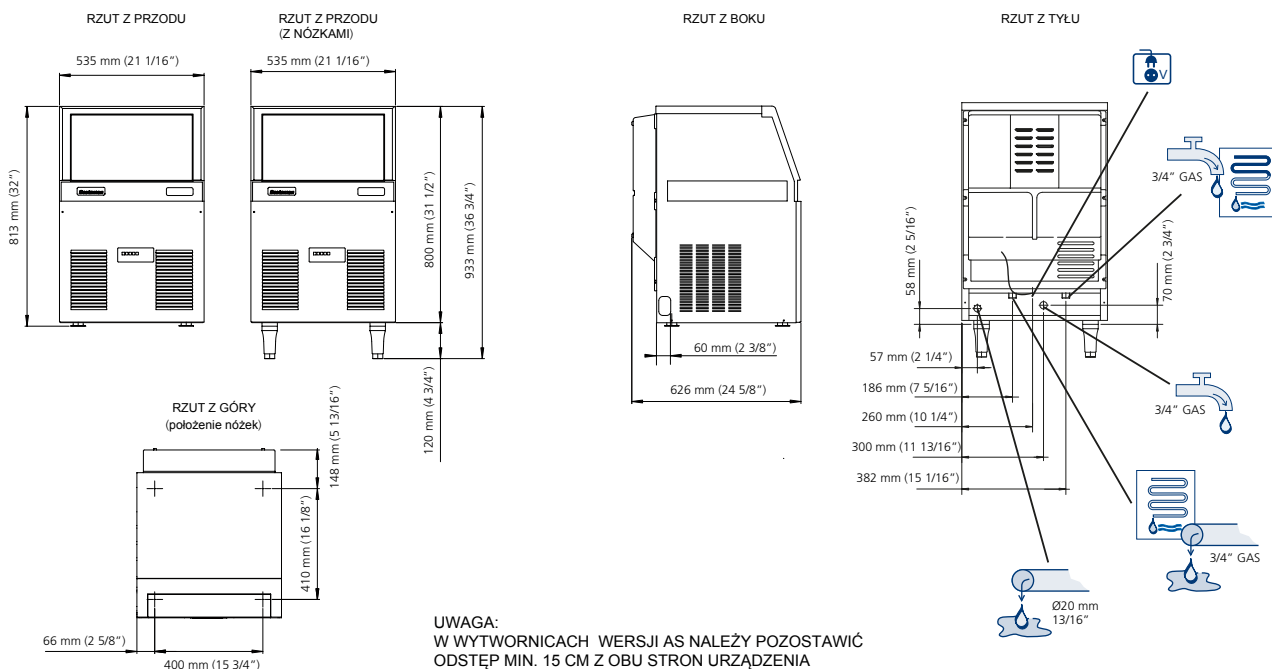 RZUT Z PRZODU
RZUT Z PRZODU
(Z NÓZKAMI)
RZUT Z BOKU
RZUT Z TYŁU
535 mm (21 1/16“)
535 mm (21 1/16“)
813 mm (32“)
800 mm (31 1/2“)
933 mm (36 3/4“)
120 mm (4 3/4“)
60 mm (2 3/8“)
626 mm (24 5/8“)
V
3/4“ GAS
58 mm (2 5/16“)
70 mm (2 3/4“)
57 mm (2 1/4“)
186 mm (7 5/16“)
260 mm (10 1/4“)
300 mm (11 13/16“)
382 mm (15 1/16“)
3/4“ GAS
3/4“ GAS
Ø20 mm
13/16“
RZUT Z GÓRY
(położenie nóżek)
148 mm (5 13/16“)
410 mm (16 1/8“)
66 mm (2 5/8“)
400 mm (15 3/4“)
UWAGA:
W WYTWORNICACH WERSJI AS NALEŻY POZOSTAWIĆ
ODSTĘP MIN. 15 CM Z OBU STRON URZĄDZENIA